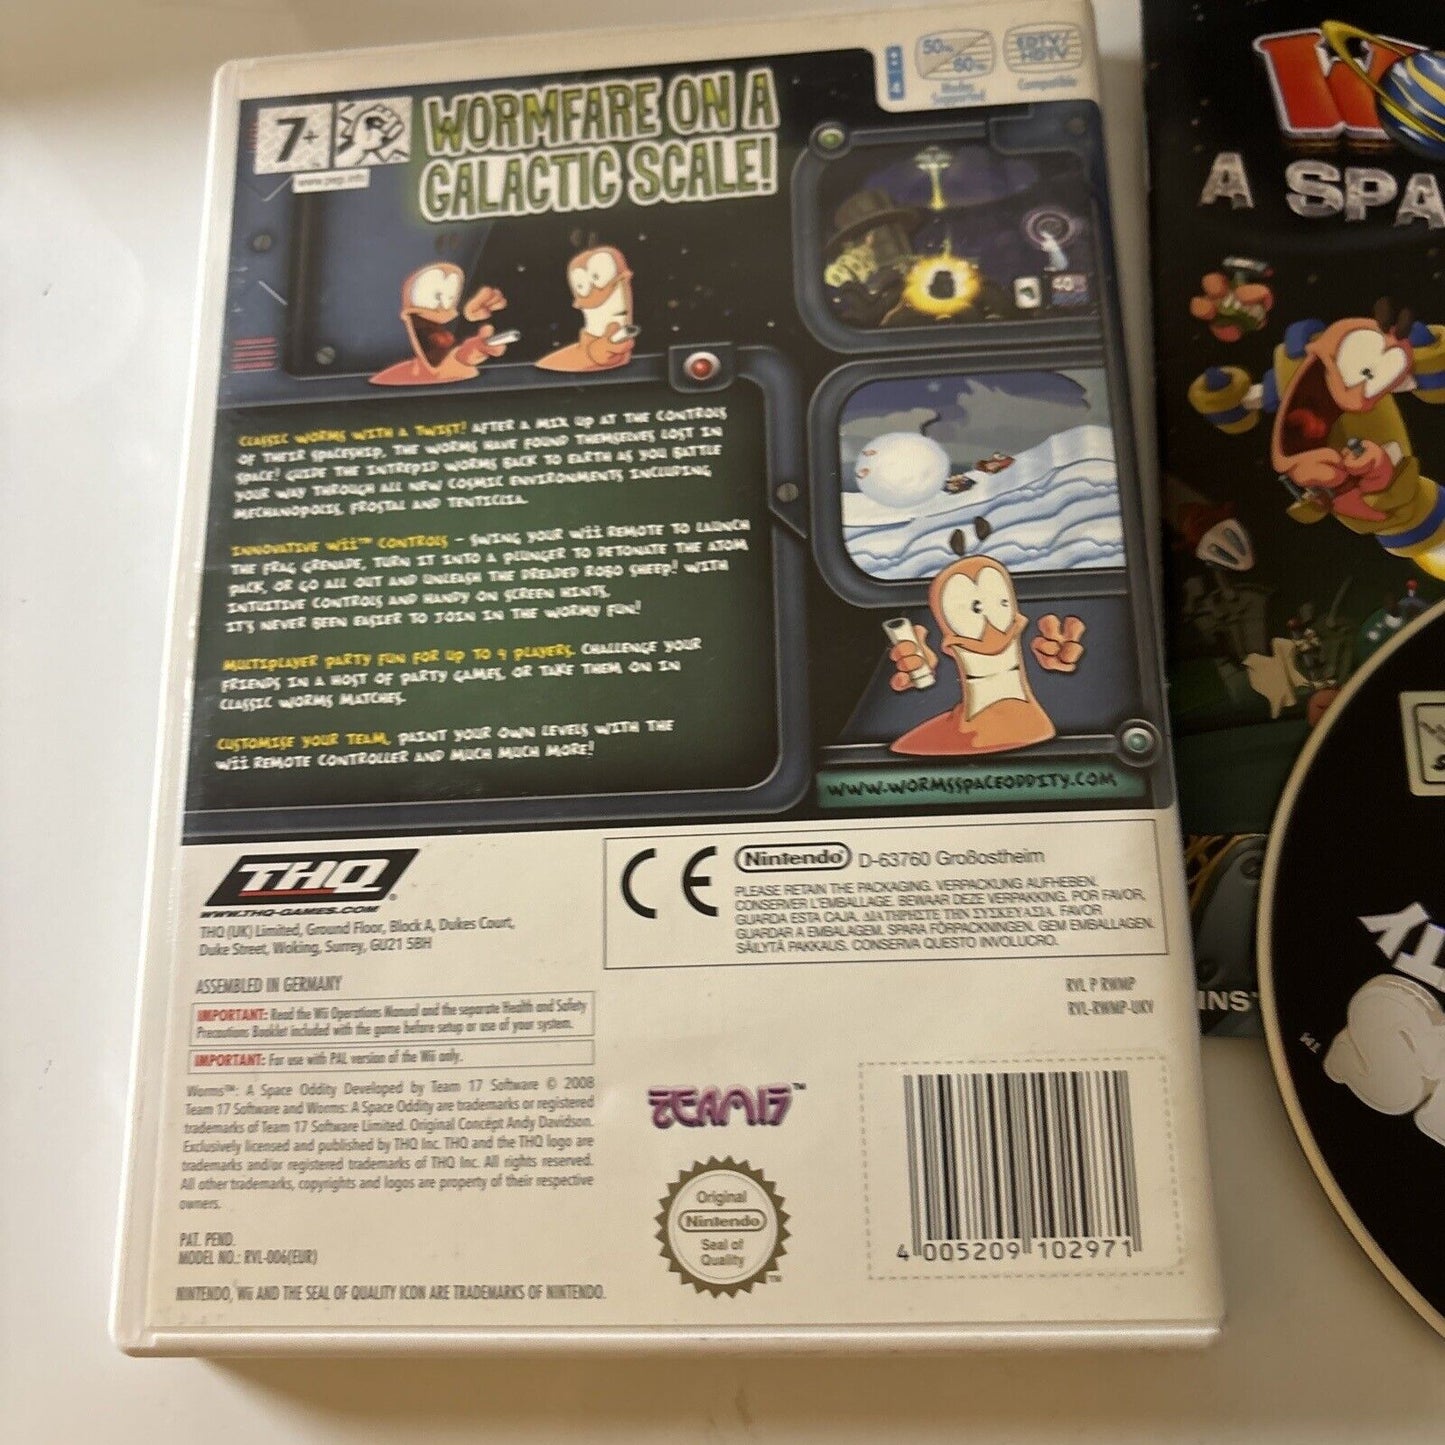 7+
www.pegi.info
WORMFARE ON A
GALACTIC SCALE!
50Hz
60Hz
Modes
Supported
EDTV/
HDTV
Compatible
CLASSIC WORMS WITH A TWIST! AFTER A MIX UP AT THE CONTROLS
OF THEIR SPACESHIP, THE WORMS HAVE FOUND THEMSELVES LOST IN
SPACE! GUIDE THE INTREPID WORMS BACK TO EARTH AS YOU BATTLE
YOUR WAY THROUGH ALL NEW COSMIC ENVIRONMENTS INCLUDING
MECHANOPOLIS, FROSTAL AND TENTICLIA.
INNOVATIVE Wii™ CONTROLS - SWING YOUR Wii REMOTE TO LAUNCH
THE FRAG GRENADE, TURN IT INTO A PLUNGER TO DETONATE THE ATOM
PACK, OR GO ALL OUT AND UNLEASH THE DREADED ROBO SHEEP! WITH
INTUITIVE CONTROLS AND HANDY ON SCREEN HINTS,
IT'S NEVER BEEN EASIER TO JOIN IN THE WORMY FUN!
MULTIPLAYER PARTY FUN FOR UP TO 4 PLAYERS. CHALLENGE YOUR
FRIENDS IN A HOST OF PARTY GAMES, OR TAKE THEM ON IN
CLASSIC WORMS MATCHES.
CUSTOMISE YOUR TEAM, PAINT YOUR OWN LEVELS WITH THE
Wii REMOTE CONTROLLER AND MUCH MUCH MORE!
WWW.WORMSSPACEODDITY.COM
THQ®
WWW.THQ-GAMES.COM
THQ (UK) Limited, Ground Floor, Block A, Dukes Court,
Duke Street, Woking, Surrey, GU21 5BH
CE
Nintendo® D-63760 Großostheim
PLEASE RETAIN THE PACKAGING. VERPACKUNG AUFHEBEN.
CONSERVER L'EMBALLAGE. BEWAAR DEZE VERPAKKING. POR FAVOR,
GUARDA ESTA CAJA. ΔΙΑΤΗΡΗΣΤΕ ΤΗΝ ΣΥΣΚΕΥΑΣΙΑ. FAVOR
GUARDAR A EMBALAGEM. SPARA FÖRPACKNINGEN. GEM EMBALLAGEN.
SÄILYTÄ PAKKAUS. CONSERVA QUESTO INVOLUCRO.
ASSEMBLED IN GERMANY
RVL P RWMP
RVL-RWMP-UKV
IMPORTANT: Read the Wii Operations Manual and the separate Health and Safety
Precautions Booklet included with the game before setup or use of your system.
IMPORTANT: For use with PAL version of the Wii only.
Worms™: A Space Oddity Developed by Team 17 Software © 2008
Team 17 Software and Worms: A Space Oddity are trademarks or registered
trademarks of Team 17 Software Limited. Original Concept Andy Davidson.
Exclusively licensed and published by THQ Inc. THQ and the THQ logo are
trademarks and/or registered trademarks of THQ Inc. All rights reserved.
All other trademarks, copyrights and logos are property of their respective
owners.
TEAM17™
Original
Nintendo®
Seal of
Quality
TM
PAT. PEND.
MODEL NO.: RVL-006(EUR)
NINTENDO, Wii AND THE SEAL OF QUALITY ICON ARE TRADEMARKS OF NINTENDO.
4 005209 102971
W
A SPA
INS
TY
TM